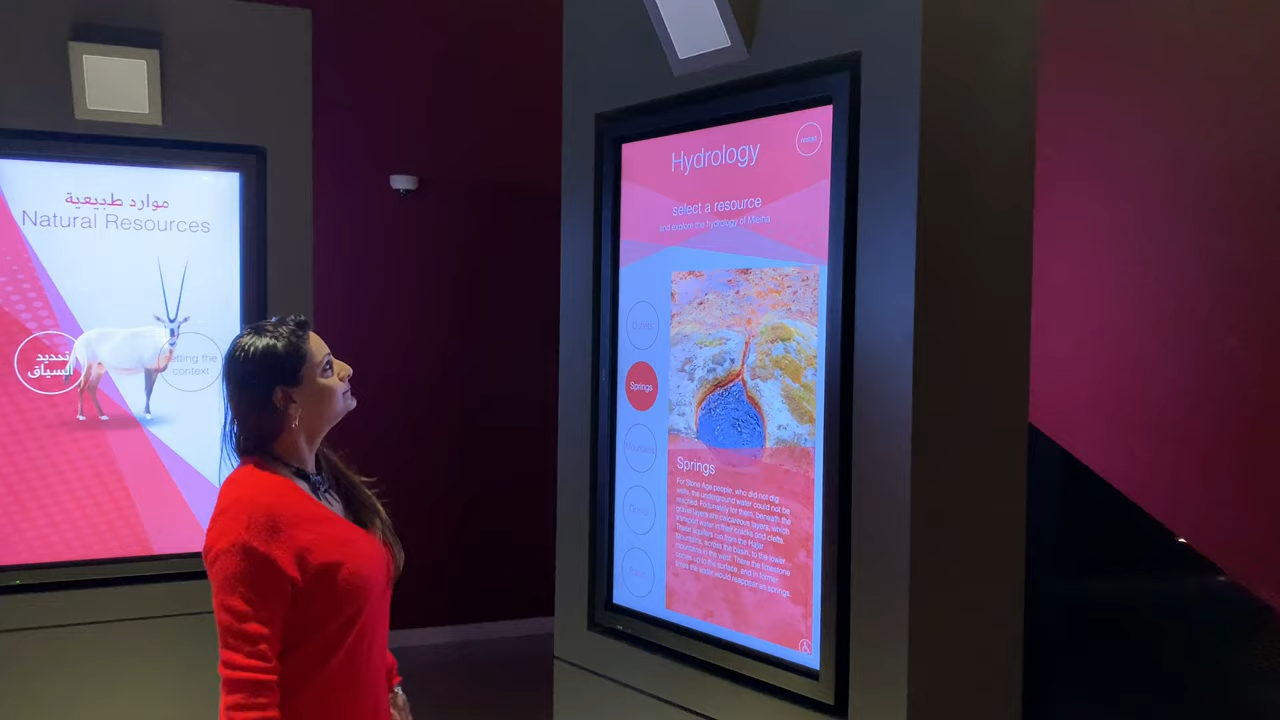 موارد طبيعية
Natural Resources
تحديد
السياق
setting the
context
Hydrology
restart
select a resource
and explore the hydrology of Mleiha
Springs
Mountains
Springs
For Stone Age people, who did not dig
wells, the underground water could not be
reached. Fortunately for them, beneath the
gravel layers are calcareous layers, which
transport water in their cracks and clefts.
These aquifers run from the Hajar
Mountains, across the basin, to the lower
mountains in the west. There the limestone
comes up to the surface, and in former
times the water would reappear as springs.